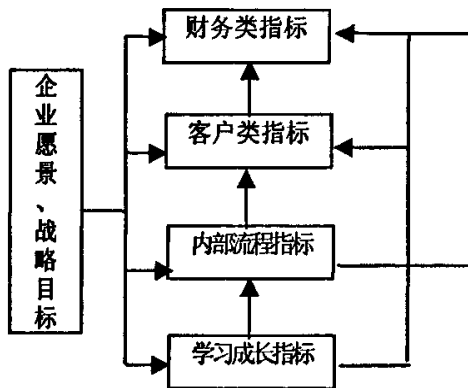 财务类指标
企业愿景、战略目标
客户类指标
内部流程指标
学习成长指标